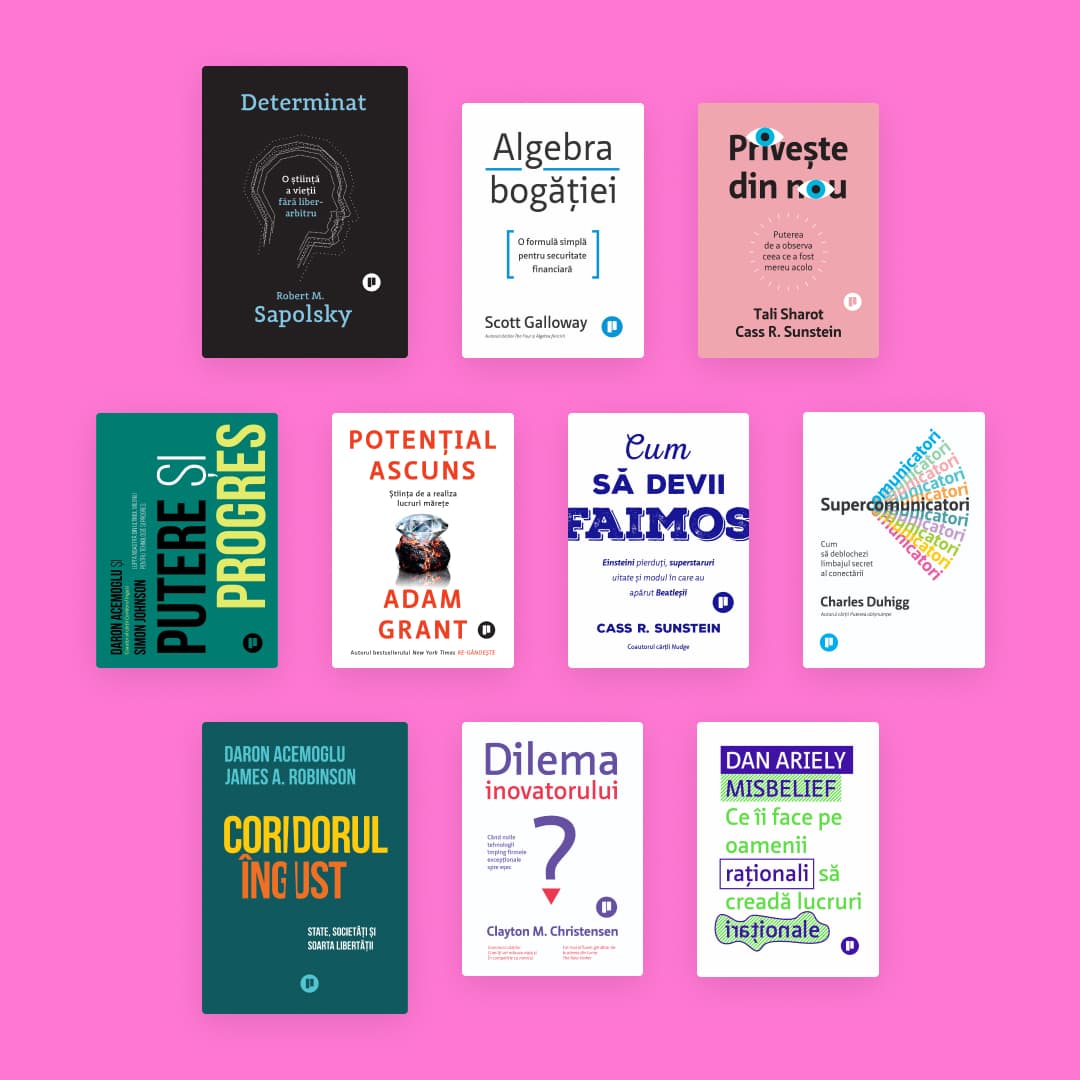 Determinat
O știință
a vieții
fără liber-
arbitru
Robert M.
Sapolsky
Algebra
bogăției
O formulă simplă
pentru securitate
financiară
Scott Galloway
Privește
din nou
Puterea
de a observa
ceea ce a fost
mereu acolo
Tali Sharot
Cass R. Sunstein
DARON ACEMOGLU ȘI
SIMON JOHNSON
PUTERE ȘI
PROGRES
POTENȚIAL
ASCUNS
Știința de a realiza
lucruri mărețe
ADAM
GRANT
Autorul bestsellerului New York Times RE-GÂNDEȘTE
Cum
SĂ DEVII
FAIMOS
Einsteini pierduți, superstaruri
uitate și modul în care au
apărut Beatleșii
CASS R. SUNSTEIN
Coautorul cărții Nudge
Supercomunicatori
Cum
să deblochezi
limbajul secret
al conectării
Charles Duhigg
Autorul cărții Puterea obișnuinței
DARON ACEMOGLU
JAMES A. ROBINSON
CORIDORUL
ÎNGUST
STATE, SOCIETĂȚI ȘI
SOARTA LIBERTĂȚII
Dilema
inovatorului
Când noile
tehnologii
împing firmele
excepționale
spre eșec
?
Clayton M. Christensen
DAN ARIELY
MISBELIEF
Ce îi face pe
oamenii
raționali să
creadă lucruri
iraționale